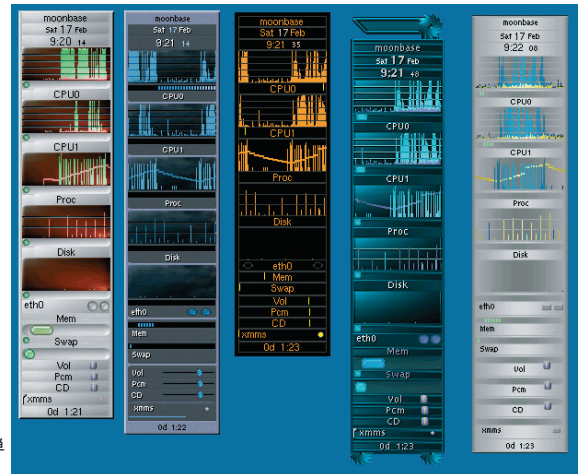 moonbase
Sat 17 Feb
9:20 14
CPU0
CPU1
Proc
Disk
eth0
Mem
Swap
Vol
Pcm
CD
xmms
0d 1:21
moonbase
Sat 17 Feb
9:21 14
CPU0
CPU1
Proc
Disk
eth0
Mem
Swap
Vol
Pcm
CD
xmms
0d 1:22
moonbase
Sat 17 Feb
9:21 35
CPU0
CPU1
Proc
Disk
eth0
Mem
Swap
Vol
Pcm
CD
xmms
0d 1:23
moonbase
Sat 17 Feb
9:21 48
CPU0
CPU1
Proc
Disk
eth0
Mem
Swap
Vol
Pcm
CD
xmms
0d 1:23
moonbase
Sat 17 Feb
9:22 08
CPU0
CPU1
Proc
Disk
eth0
Mem
Swap
Vol
Pcm
CD
xmms
0d 1:23